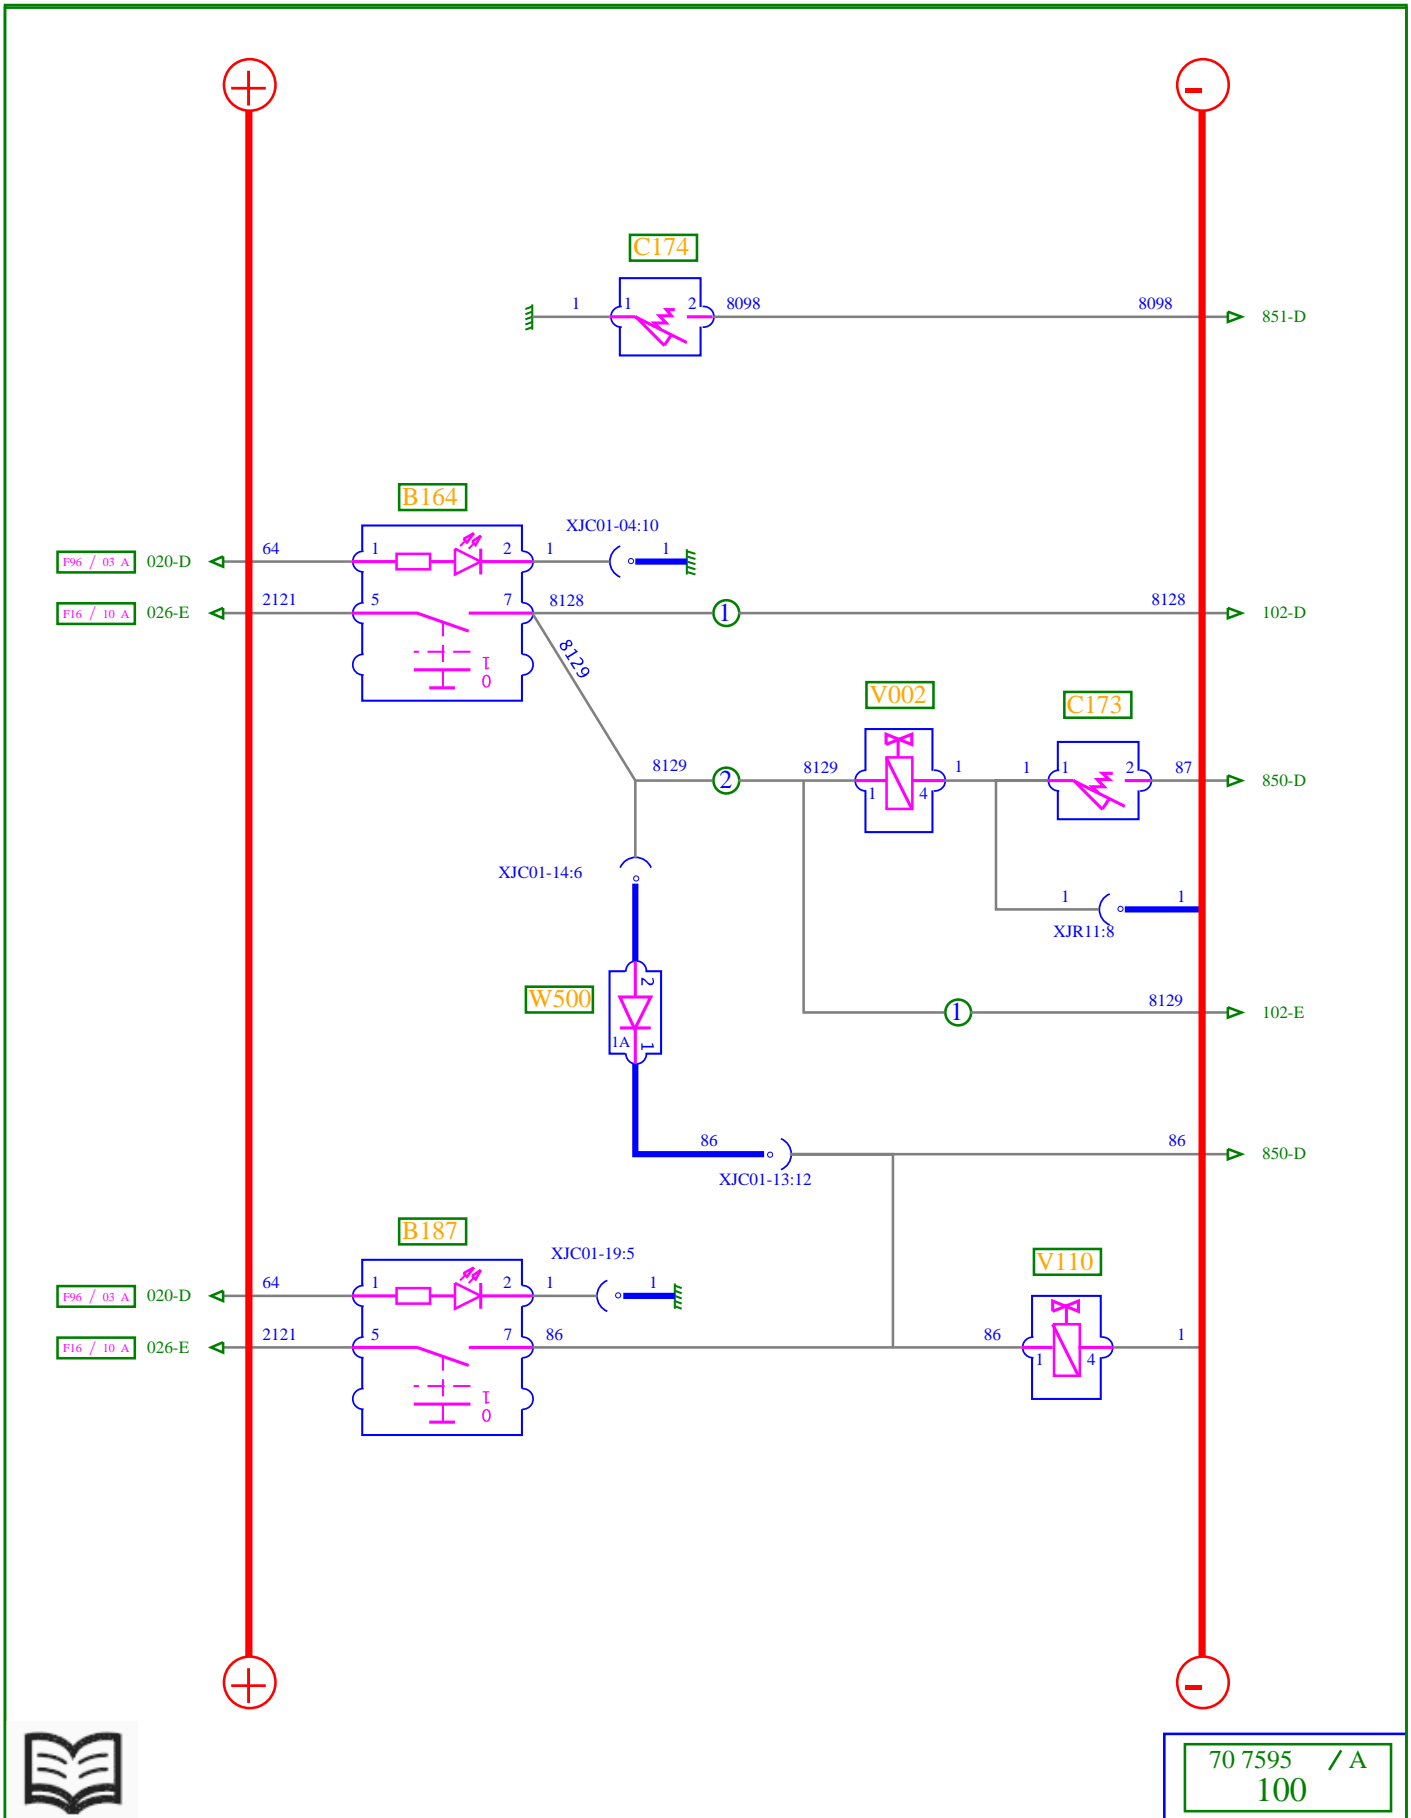 C174
1 1 2 8098 8098 851-D
B164
XJC01-04:10
F96 / 03 A 020-D 64 1 2 1 1
F16 / 10 A 026-E 2121 5 7 8128 1 8128 102-D
8129
1
0
V002
C173
8129 2 8129 1 4 1 1 1 2 87 850-D
XJC01-14:6
1 1
XJR11:8
W500
2
1A 1
1 8129 102-E
86 86 850-D
XJC01-13:12
B187
XJC01-19:5
V110
F96 / 03 A 020-D 64 1 2 1 1
F16 / 10 A 026-E 2121 5 7 86 86 1 4 1
1
0
70 7595 / A
100